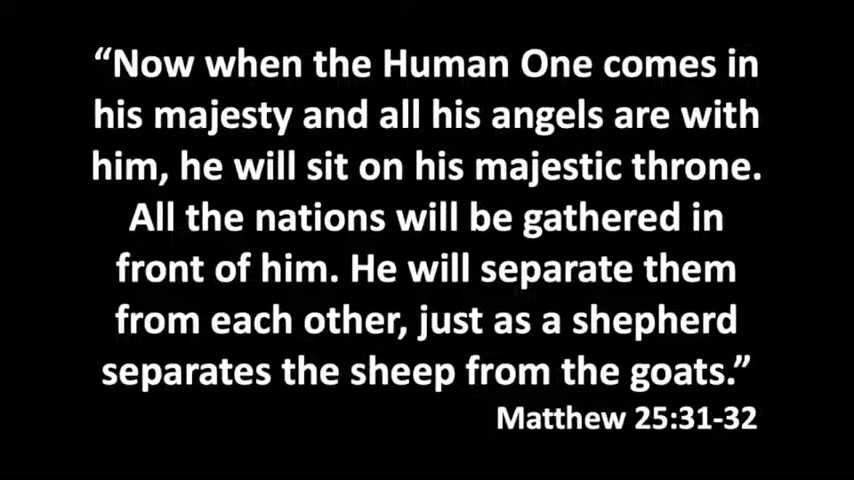 “Now when the Human One comes in
his majesty and all his angels are with
him, he will sit on his majestic throne.
All the nations will be gathered in
front of him. He will separate them
from each other, just as a shepherd
separates the sheep from the goats.”
Matthew 25:31-32